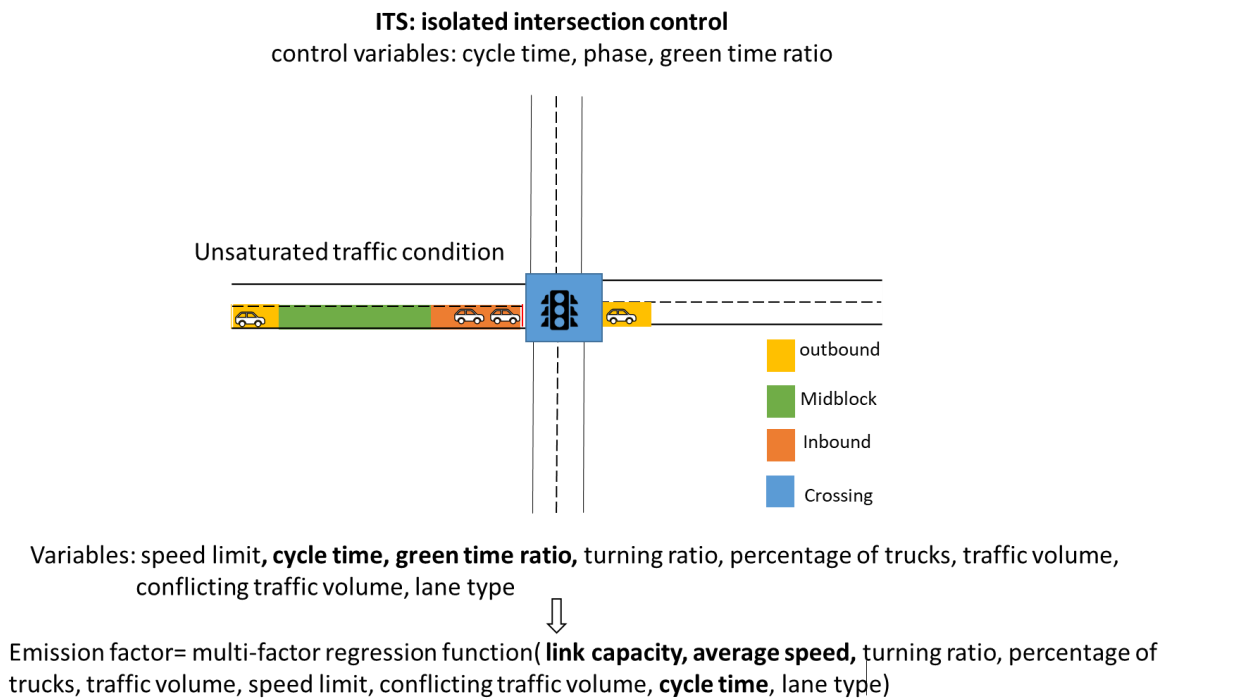 ITS: isolated intersection control
control variables: cycle time, phase, green time ratio
Unsaturated traffic condition
outbound
Midblock
Inbound
Crossing
Variables: speed limit, cycle time, green time ratio, turning ratio, percentage of trucks, traffic volume,
conflicting traffic volume, lane type
Emission factor= multi-factor regression function( link capacity, average speed, turning ratio, percentage of
trucks, traffic volume, speed limit, conflicting traffic volume, cycle time, lane type)